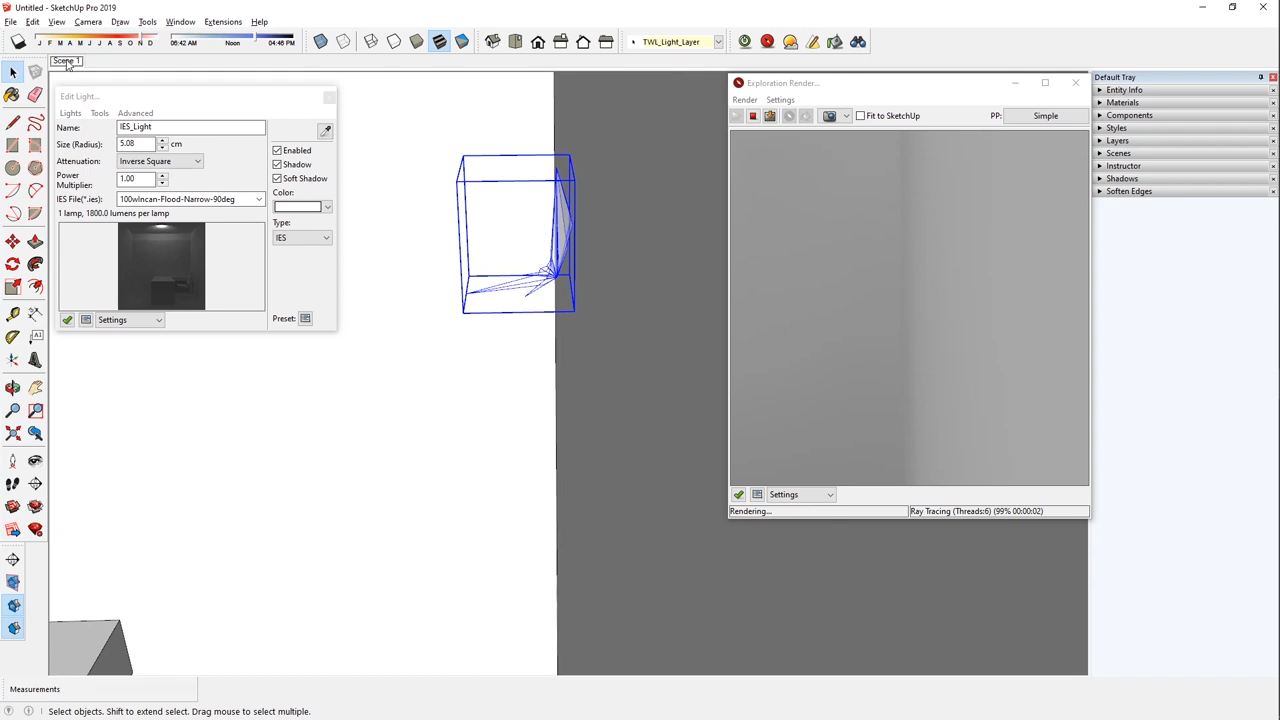 Untitled - SketchUp Pro 2019
File Edit View Camera Draw Tools Window Extensions Help
J F M A M J J A S O N D
06:42 AM Noon 04:46 PM
TWL_Light_Layer
Scene 1
Edit Light...
Lights Tools Advanced
Name: IES_Light
Size (Radius): 5.08 cm
Attenuation: Inverse Square
Power Multiplier: 1.00
IES File(*.ies): 100wIncan-Flood-Narrow-90deg
1 lamp, 1800.0 lumens per lamp
Enabled
Shadow
Soft Shadow
Color:
Type:
IES
Settings
Preset:
Exploration Render...
Render Settings
Fit to SketchUp
PP: Simple
Settings
Rendering...
Ray Tracing (Threads:6) (99% 00:00:02)
Default Tray
Entity Info
Materials
Components
Styles
Layers
Scenes
Instructor
Shadows
Soften Edges
Measurements
Select objects. Shift to extend select. Drag mouse to select multiple.